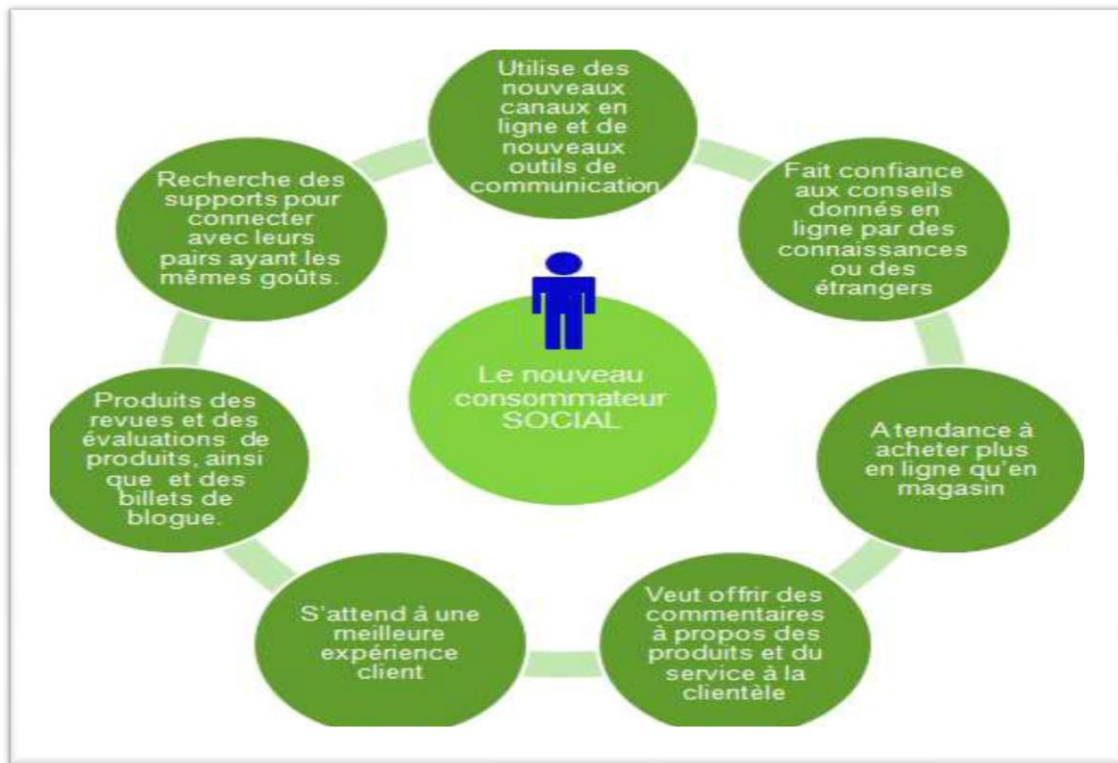 Utilise des
nouveaux
canaux en
ligne et de
nouveaux
outils de
communication
Fait confiance
aux conseils
donnés en
ligne par des
connaissances
ou des
étrangers
A tendance à
acheter plus
en ligne qu'en
magasin
Veut offrir des
commentaires
à propos des
produits et du
service à la
clientèle
S'attend à une
meilleure
expérience
client
Produits des
revues et des
évaluations de
produits, ainsi
que et des
billets de
blogue.
Recherche des
supports pour
connecter
avec leurs
pairs ayant les
mêmes goûts.
Le nouveau
consommateur
SOCIAL